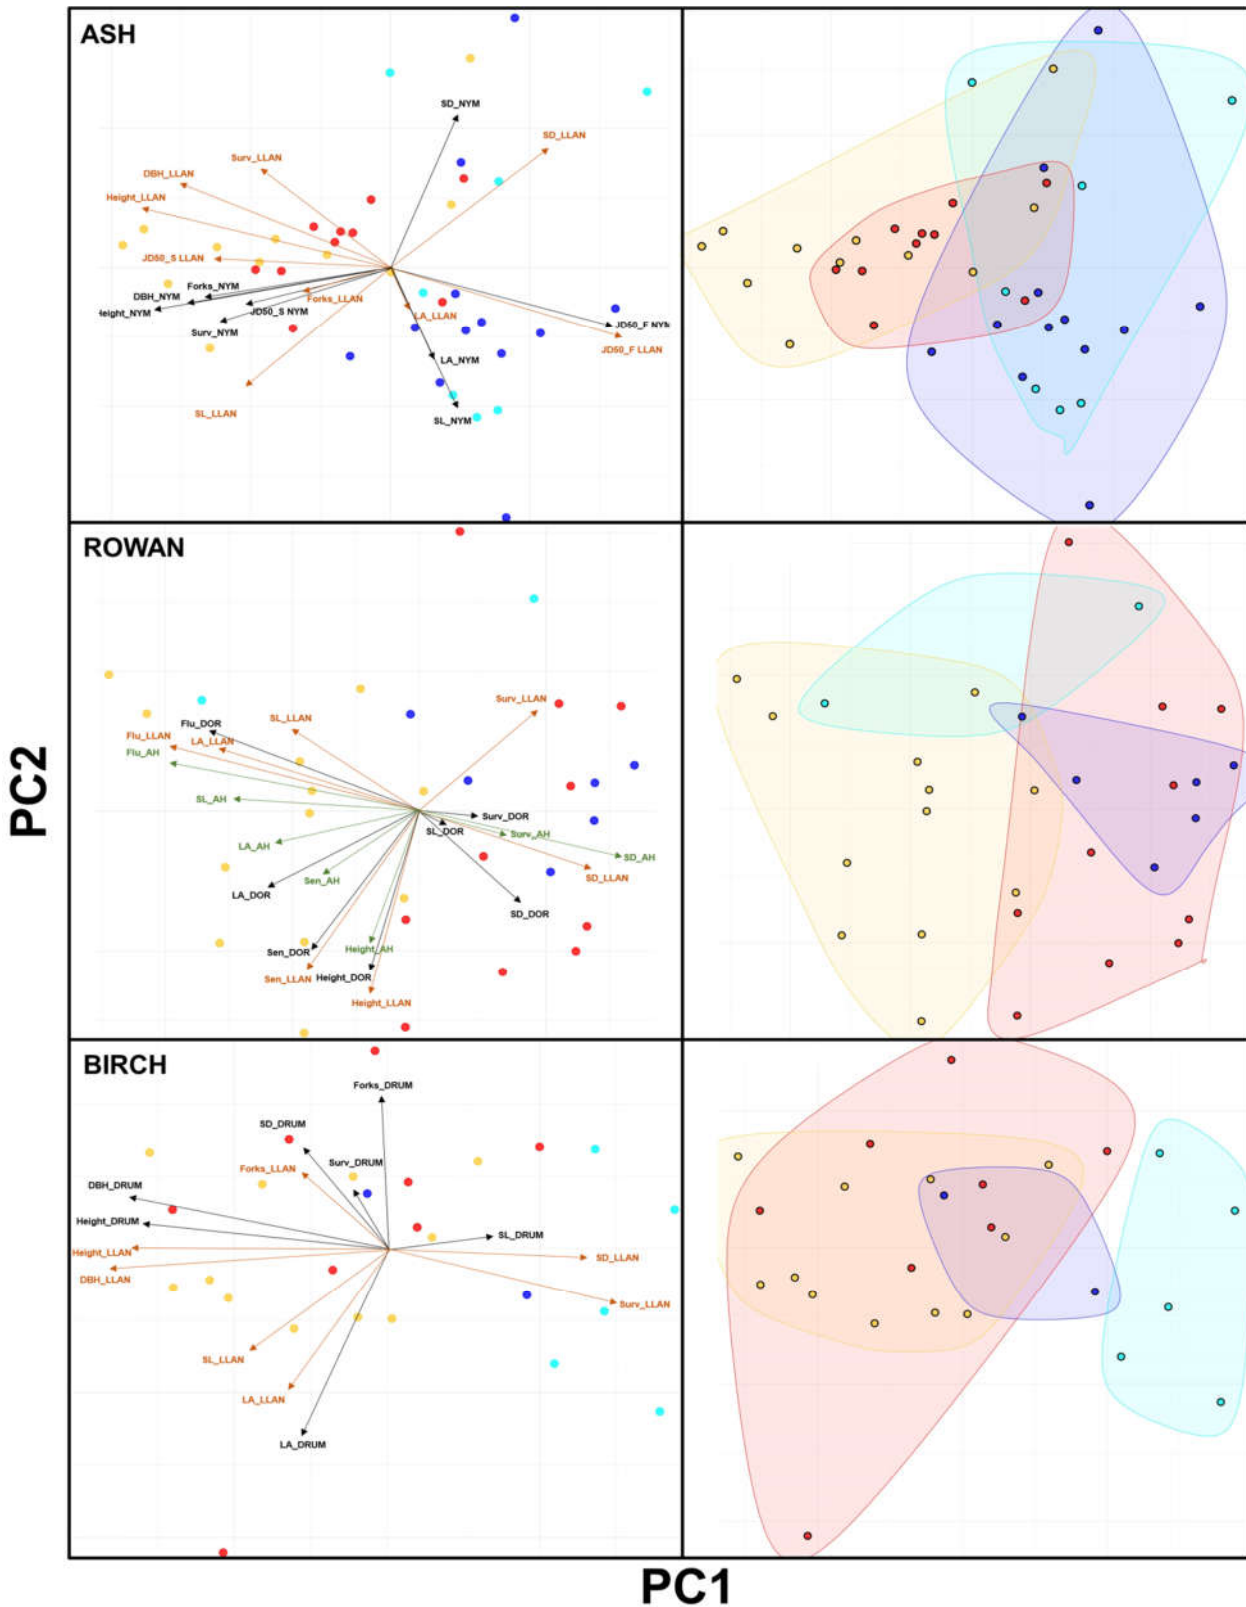 ASH
SD_NYM
SD_LLAN
Surv_LLAN
DBH_LLAN
Height_LLAN
JD50_S LLAN
Forks_NYM
DBH_NYM
Forks_LLAN
Height_NYM
JD50_S NYM
LA_LLAN
Surv_NYM
JD50_F NYM
JD50_F LLAN
LA_NYM
SL_LLAN
SL_NYM
ROWAN
Surv_LLAN
SL_LLAN
Flu_DOR
Flu_LLAN
LA_LLAN
Flu_AH
SL_AH
Surv_DOR
SL_DOR
Surv_AH
LA_AH
SD_AH
SD_LLAN
Sen_AH
LA_DOR
SD_DOR
Sen_DOR
Height_AH
Sen_LLAN
Height_DOR
Height_LLAN
PC2
BIRCH
Forks_DRUM
SD_DRUM
Surv_DRUM
Forks_LLAN
DBH_DRUM
Height_DRUM
SL_DRUM
Height_LLAN
SD_LLAN
DBH_LLAN
Surv_LLAN
SL_LLAN
LA_LLAN
LA_DRUM
PC1